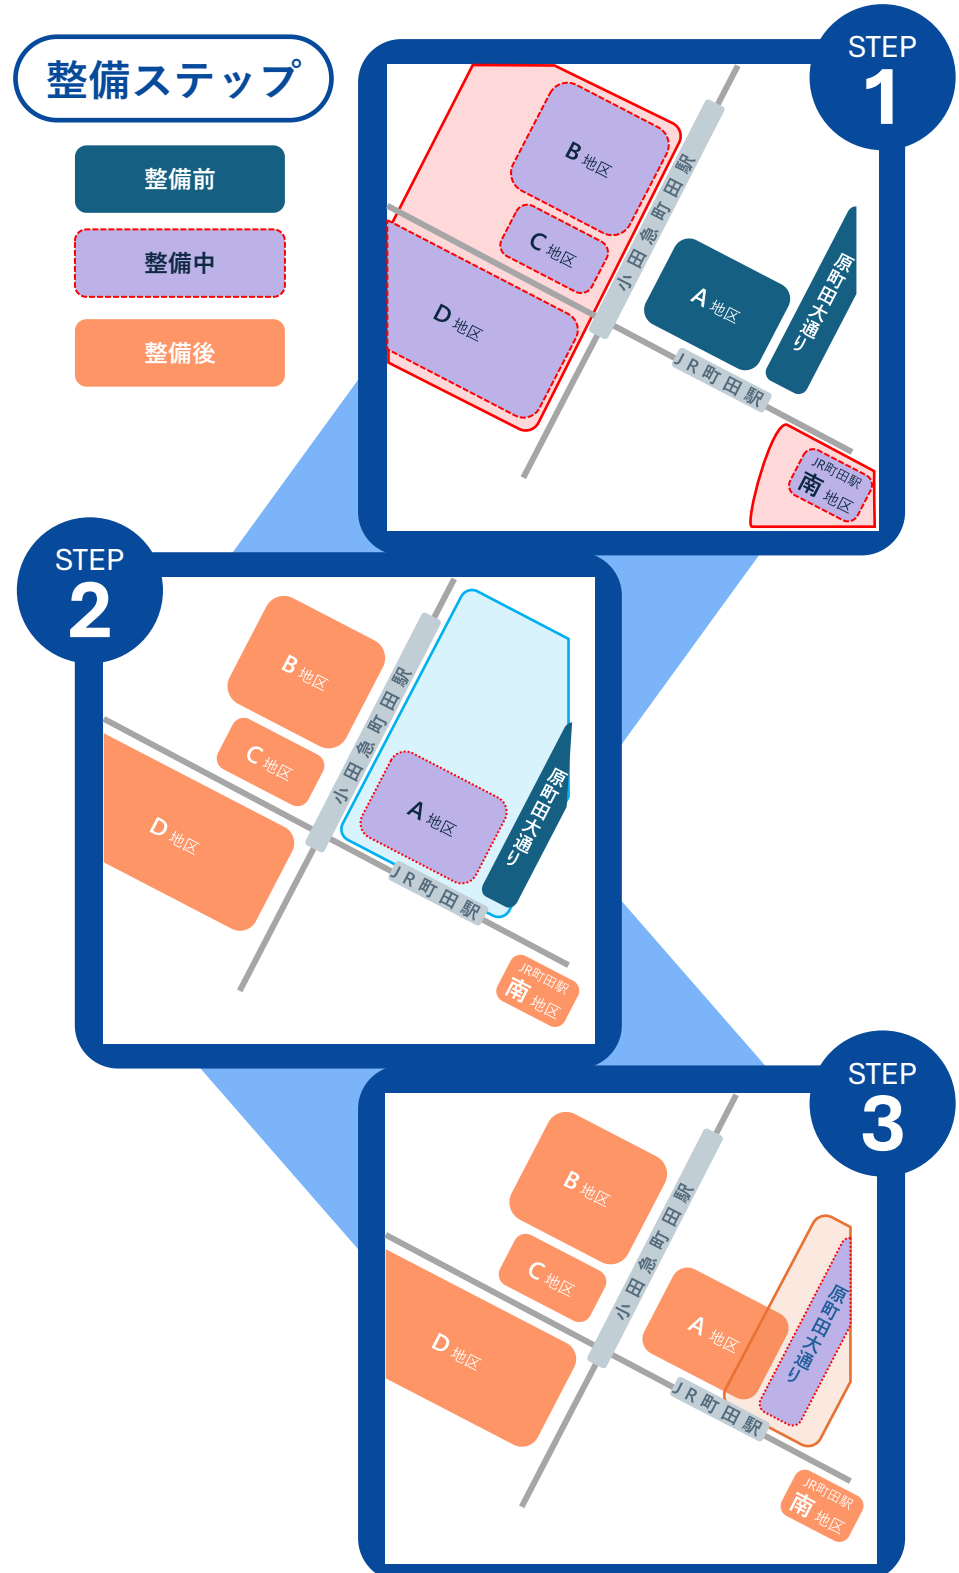 整備ステップ
整備前
整備中
整備後
STEP
1
B 地区
C 地区
D 地区
小田急町田駅
A 地区
原町田大通り
JR町田駅
JR町田駅
南 地区
STEP
2
B 地区
C 地区
D 地区
小田急町田駅
A 地区
原町田大通り
JR町田駅
JR町田駅
南 地区
STEP
3
B 地区
C 地区
D 地区
小田急町田駅
A 地区
原町田大通り
JR町田駅
JR町田駅
南 地区